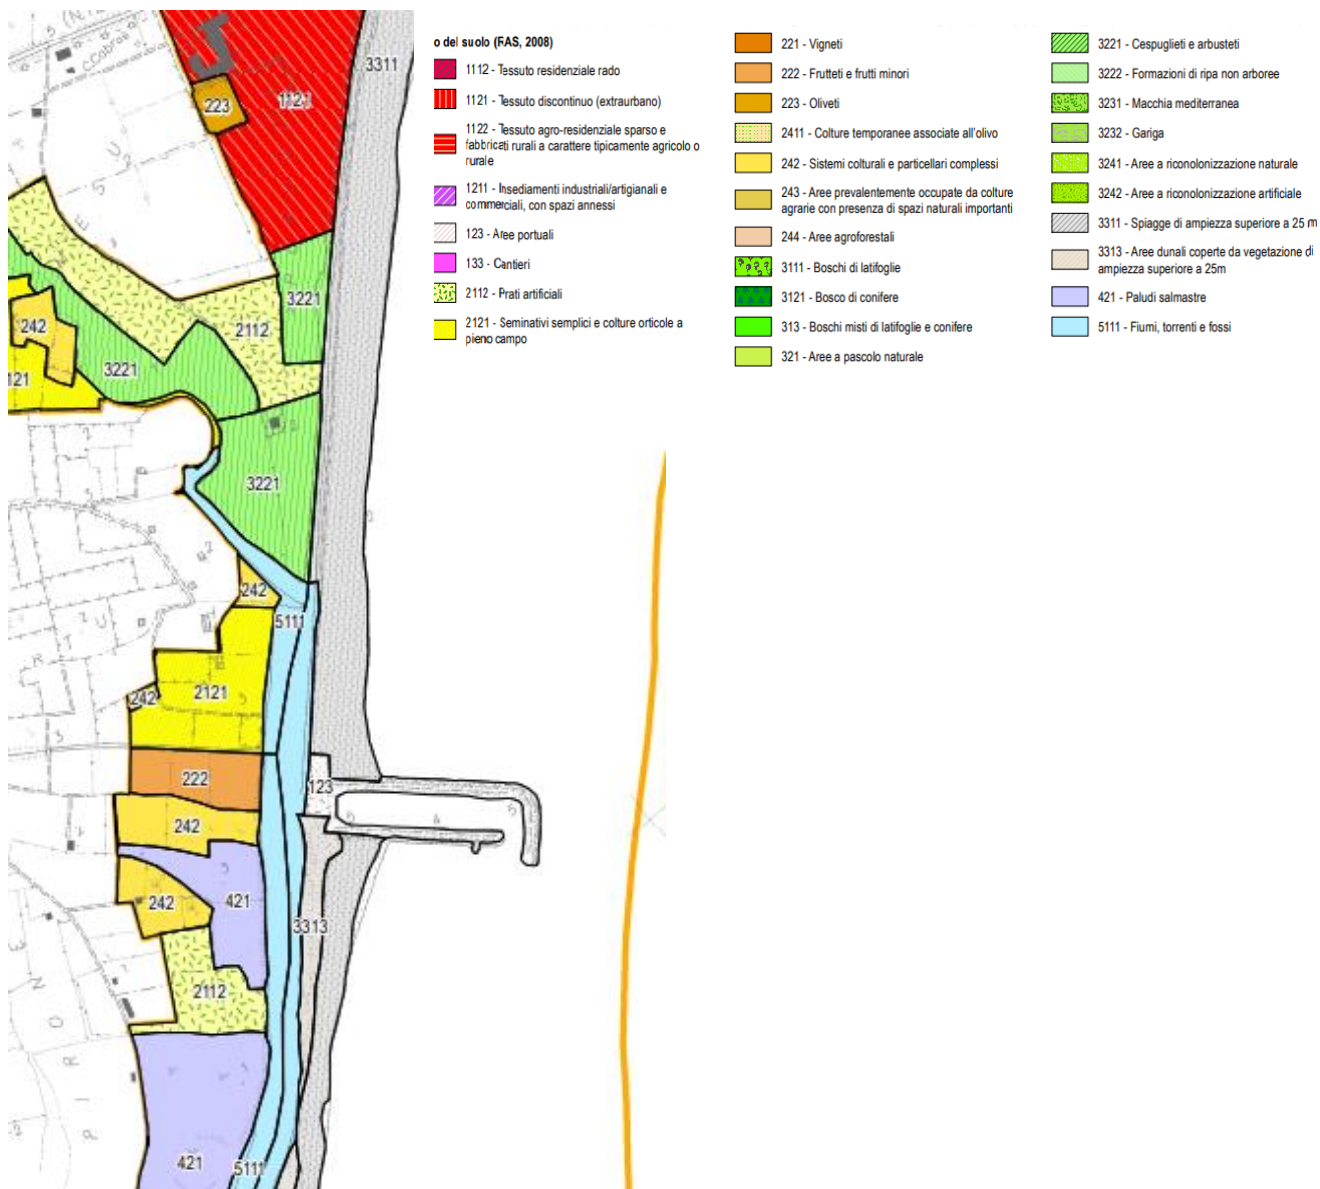 o del suolo (RAS, 2008)
1112 - Tessuto residenziale rado
1121 - Tessuto discontinuo (extraurbano)
1122 - Tessuto agro-residenziale sparso e
fabbricati rurali a carattere tipicamente agricolo o
rurale
1211 - Insediamenti industriali/artigianali e
commerciali, con spazi annessi
123 - Aree portuali
133 - Cantieri
2112 - Prati artificiali
2121 - Seminativi semplici e colture orticole a
pieno campo
221 - Vigneti
222 - Frutteti e frutti minori
223 - Oliveti
2411 - Colture temporanee associate all'olivo
242 - Sistemi colturali e particellari complessi
243 - Aree prevalentemente occupate da colture
agrarie con presenza di spazi naturali importanti
244 - Aree agroforestali
3111 - Boschi di latifoglie
3121 - Bosco di conifere
313 - Boschi misti di latifoglie e conifere
321 - Aree a pascolo naturale
3221 - Cespuglieti e arbusteti
3222 - Formazioni di ripa non arboree
3231 - Macchia mediterranea
3232 - Gariga
3241 - Aree a riconolonizzazione naturale
3242 - Aree a riconolonizzazione artificiale
3311 - Spiagge di ampiezza superiore a 25 m
3313 - Aree dunali coperte da vegetazione di
ampiezza superiore a 25m
421 - Paludi salmastre
5111 - Fiumi, torrenti e fossi
3311
1121
223
3221
242
2112
3221
121
3221
242
5111
2121
242
222
123
242
421
242
3313
2112
421
5111